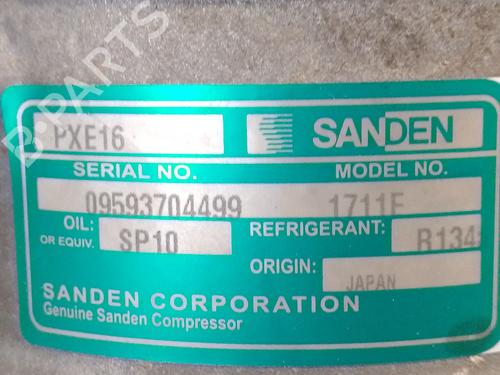 B-PARTS
PXE16
SANDEN
SERIAL NO.
MODEL NO.
09593704499
1711F
OIL:
OR EQUIV.
SP10
REFRIGERANT:
R134
ORIGIN:
JAPAN
SANDEN CORPORATION
Genuine Sanden Compressor